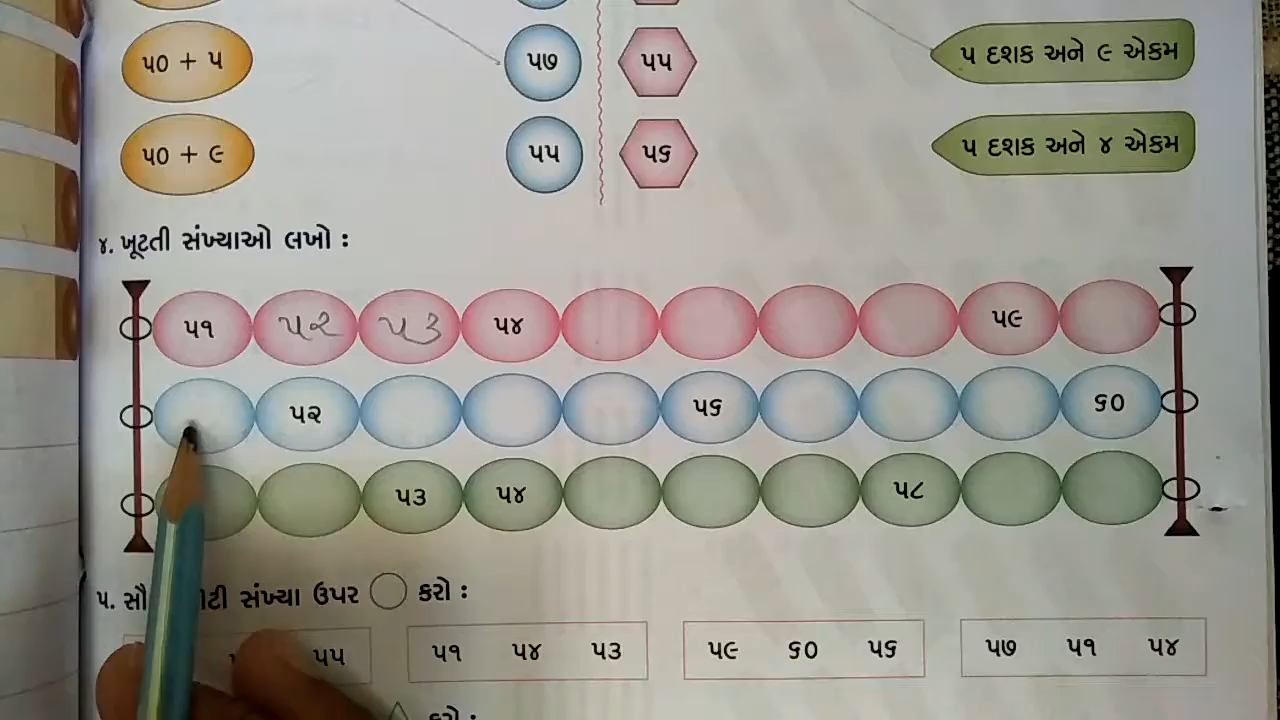 ૫૦ + ૫ ૫૭ ૫૫ ૫ દશક અને ૯ એકમ
૫૦ + ૯ ૫૫ ૫૬ ૫ દશક અને ૪ એકમ
૪. ખૂટતી સંખ્યાઓ લખો :
૫૧ ૫૨ ૫૩ ૫૪ ૫૯
૫૨ ૫૬ ૬૦
૫૩ ૫૪ ૫૮
૫. સૌ સંખ્યા ઉપર કરો :
૫૫ ૫૧ ૫૪ ૫૩ ૫૯ ૬૦ ૫૬ ૫૭ ૫૧ ૫૪
કરો :